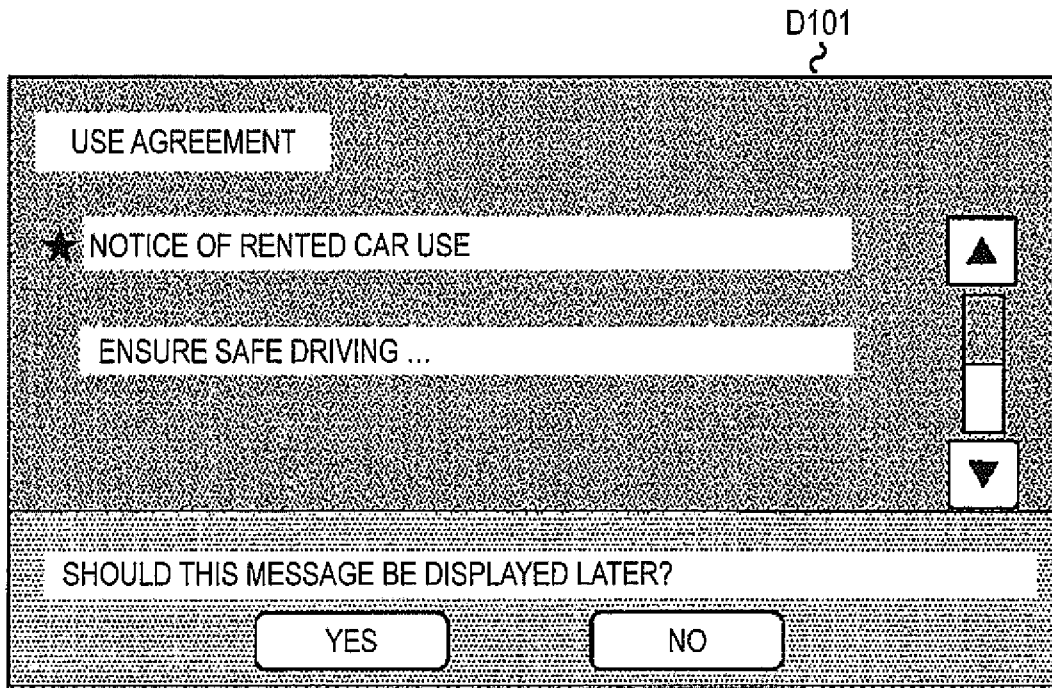 D101
USE AGREEMENT
★ NOTICE OF RENTED CAR USE
ENSURE SAFE DRIVING ...
SHOULD THIS MESSAGE BE DISPLAYED LATER?
YES NO